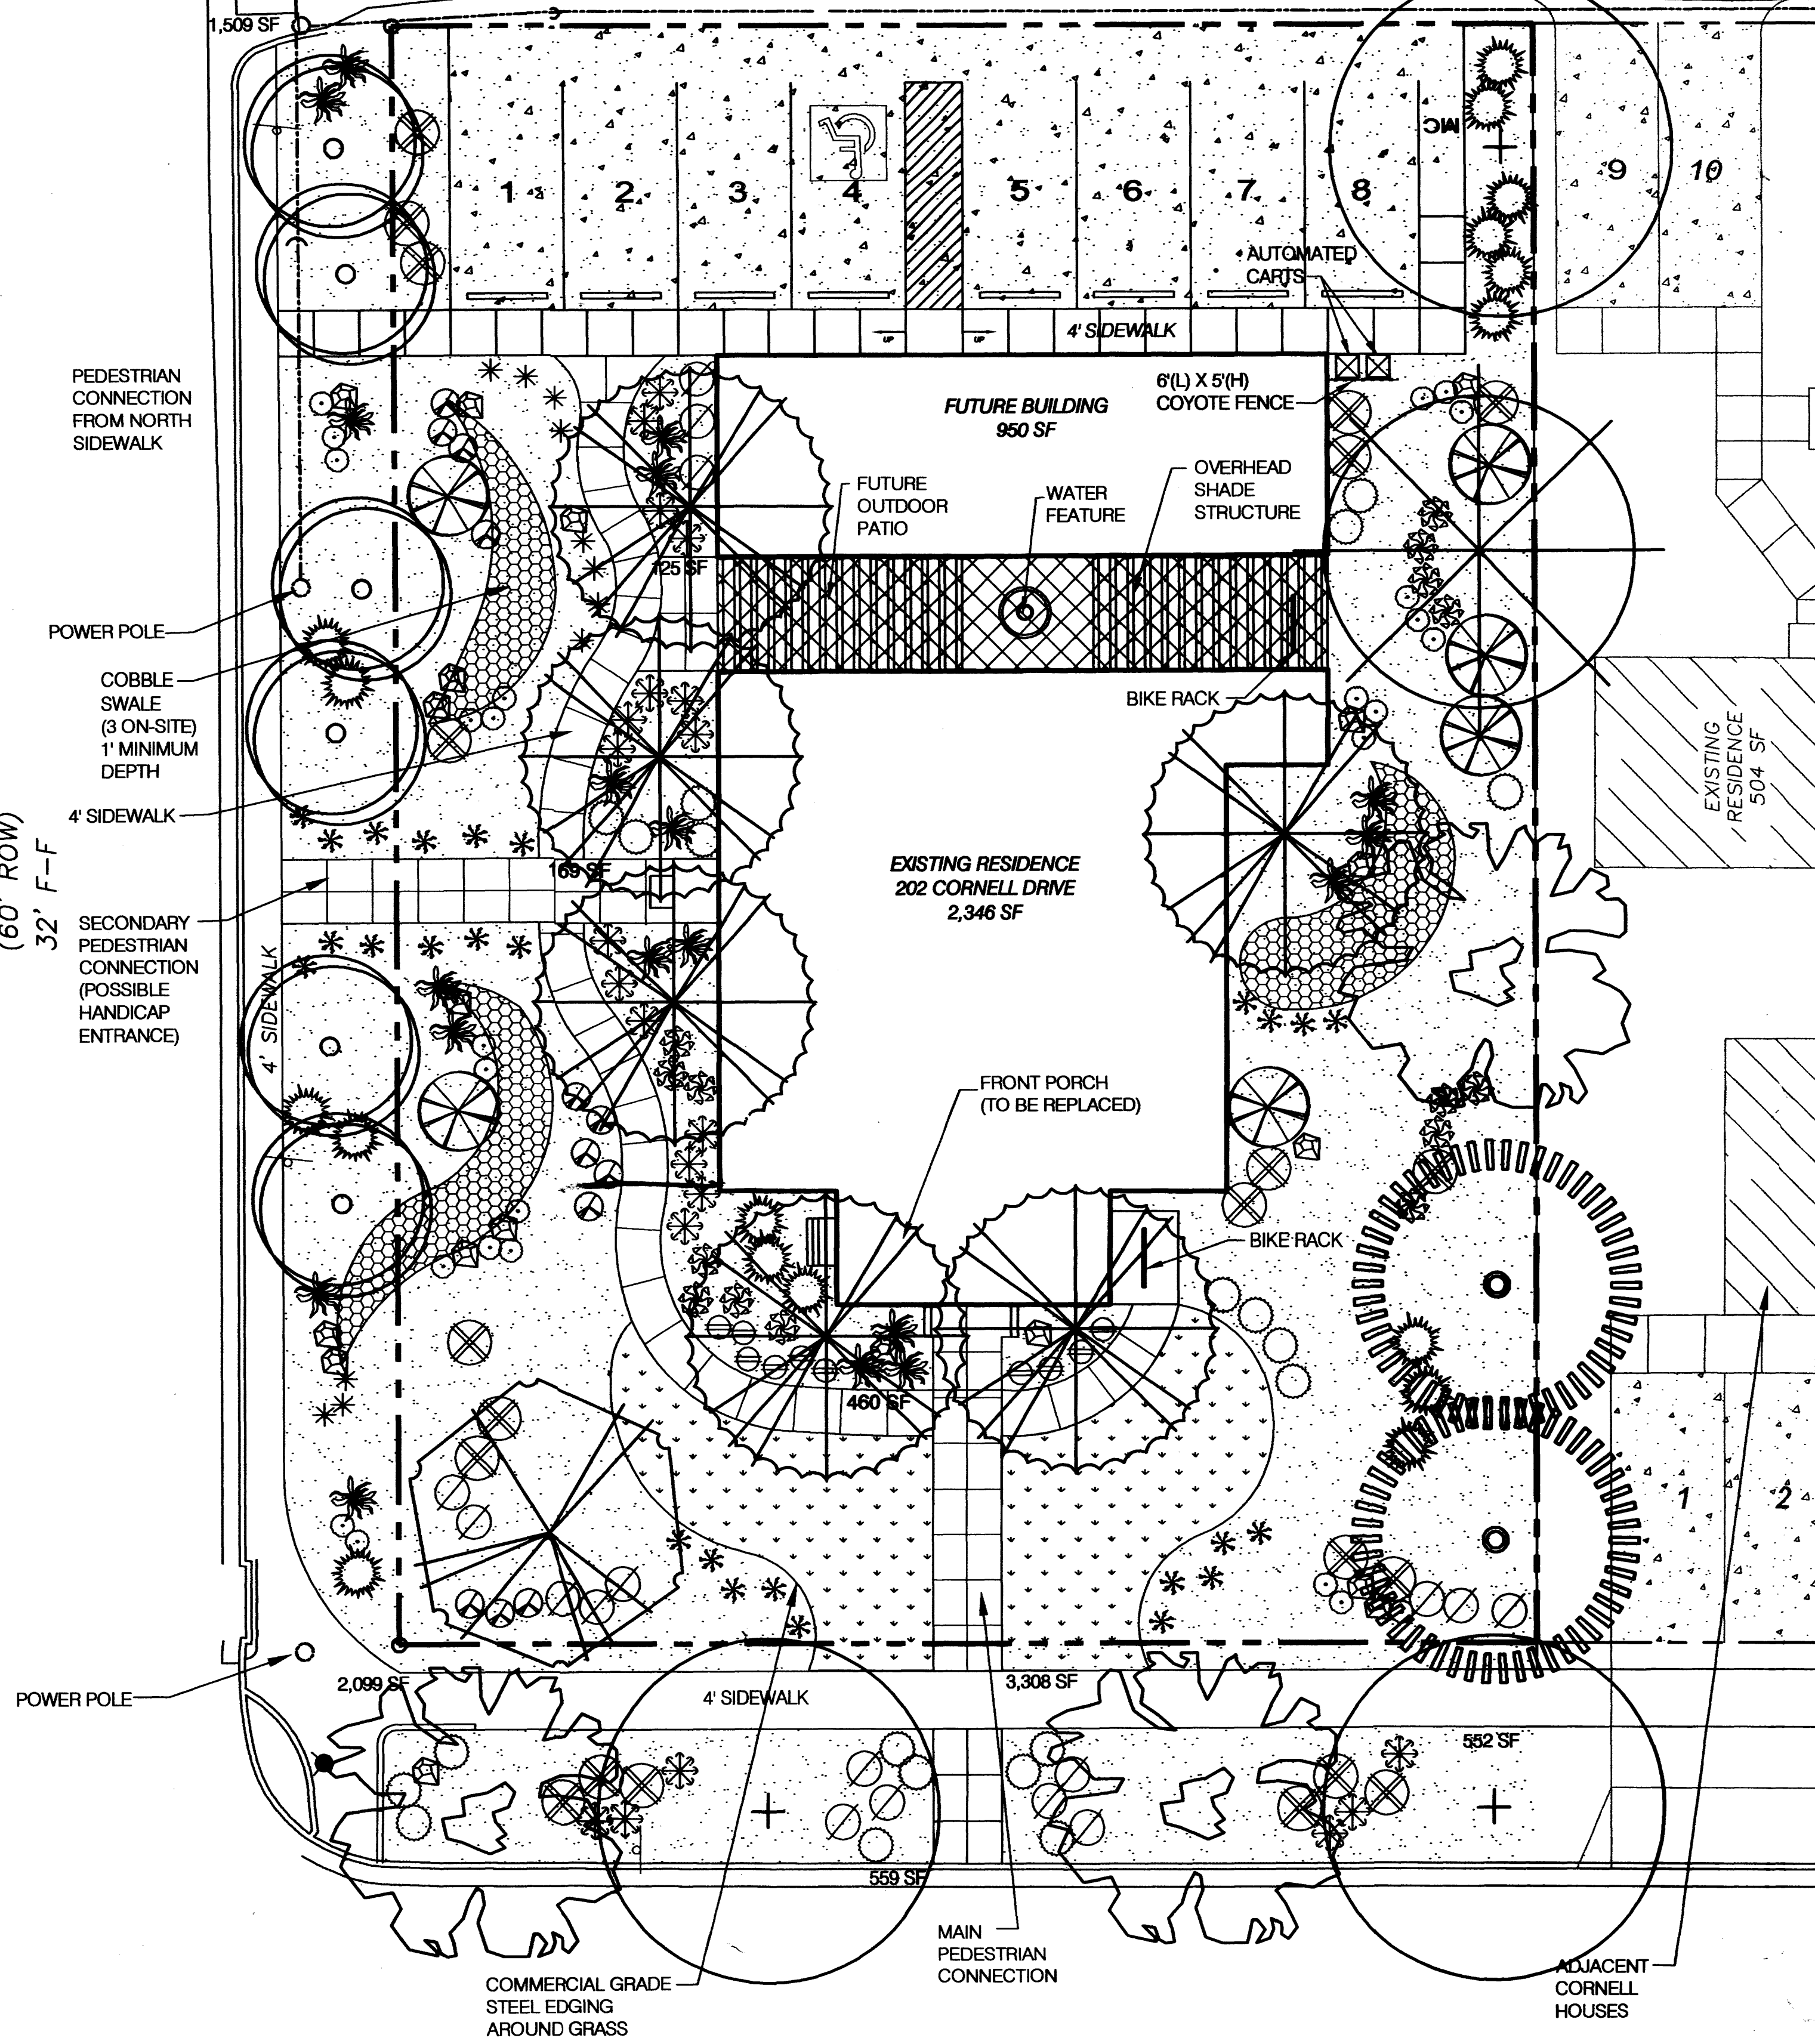 1,509 SF
1
2
3
4
5
6
7
8
MC
9
10
AUTOMATED
CARTS
UP
UP
4' SIDEWALK
PEDESTRIAN
CONNECTION
FROM NORTH
SIDEWALK
FUTURE BUILDING
950 SF
6'(L) X 5'(H)
COYOTE FENCE
FUTURE
OUTDOOR
PATIO
WATER
FEATURE
OVERHEAD
SHADE
STRUCTURE
125 SF
POWER POLE
COBBLE
SWALE
(3 ON-SITE)
1' MINIMUM
DEPTH
BIKE RACK
EXISTING
RESIDENCE
504 SF
4' SIDEWALK
(60' ROW)
32' F-F
169 SF
EXISTING RESIDENCE
202 CORNELL DRIVE
2,346 SF
SECONDARY
PEDESTRIAN
CONNECTION
(POSSIBLE
HANDICAP
ENTRANCE)
4' SIDEWALK
FRONT PORCH
(TO BE REPLACED)
BIKE RACK
460 SF
1
2
2,099 SF
4' SIDEWALK
3,308 SF
POWER POLE
552 SF
559 SF
MAIN
PEDESTRIAN
CONNECTION
COMMERCIAL GRADE
STEEL EDGING
AROUND GRASS
ADJACENT
CORNELL
HOUSES